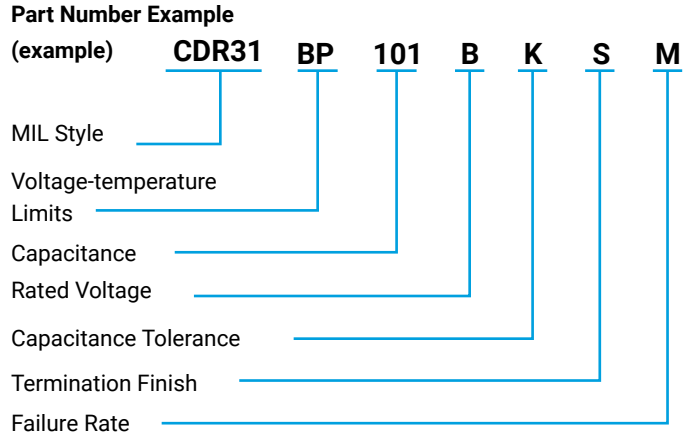 Part Number Example
(example) CDR31 BP 101 B K S M
MIL Style
Voltage-temperature
Limits
Capacitance
Rated Voltage
Capacitance Tolerance
Termination Finish
Failure Rate